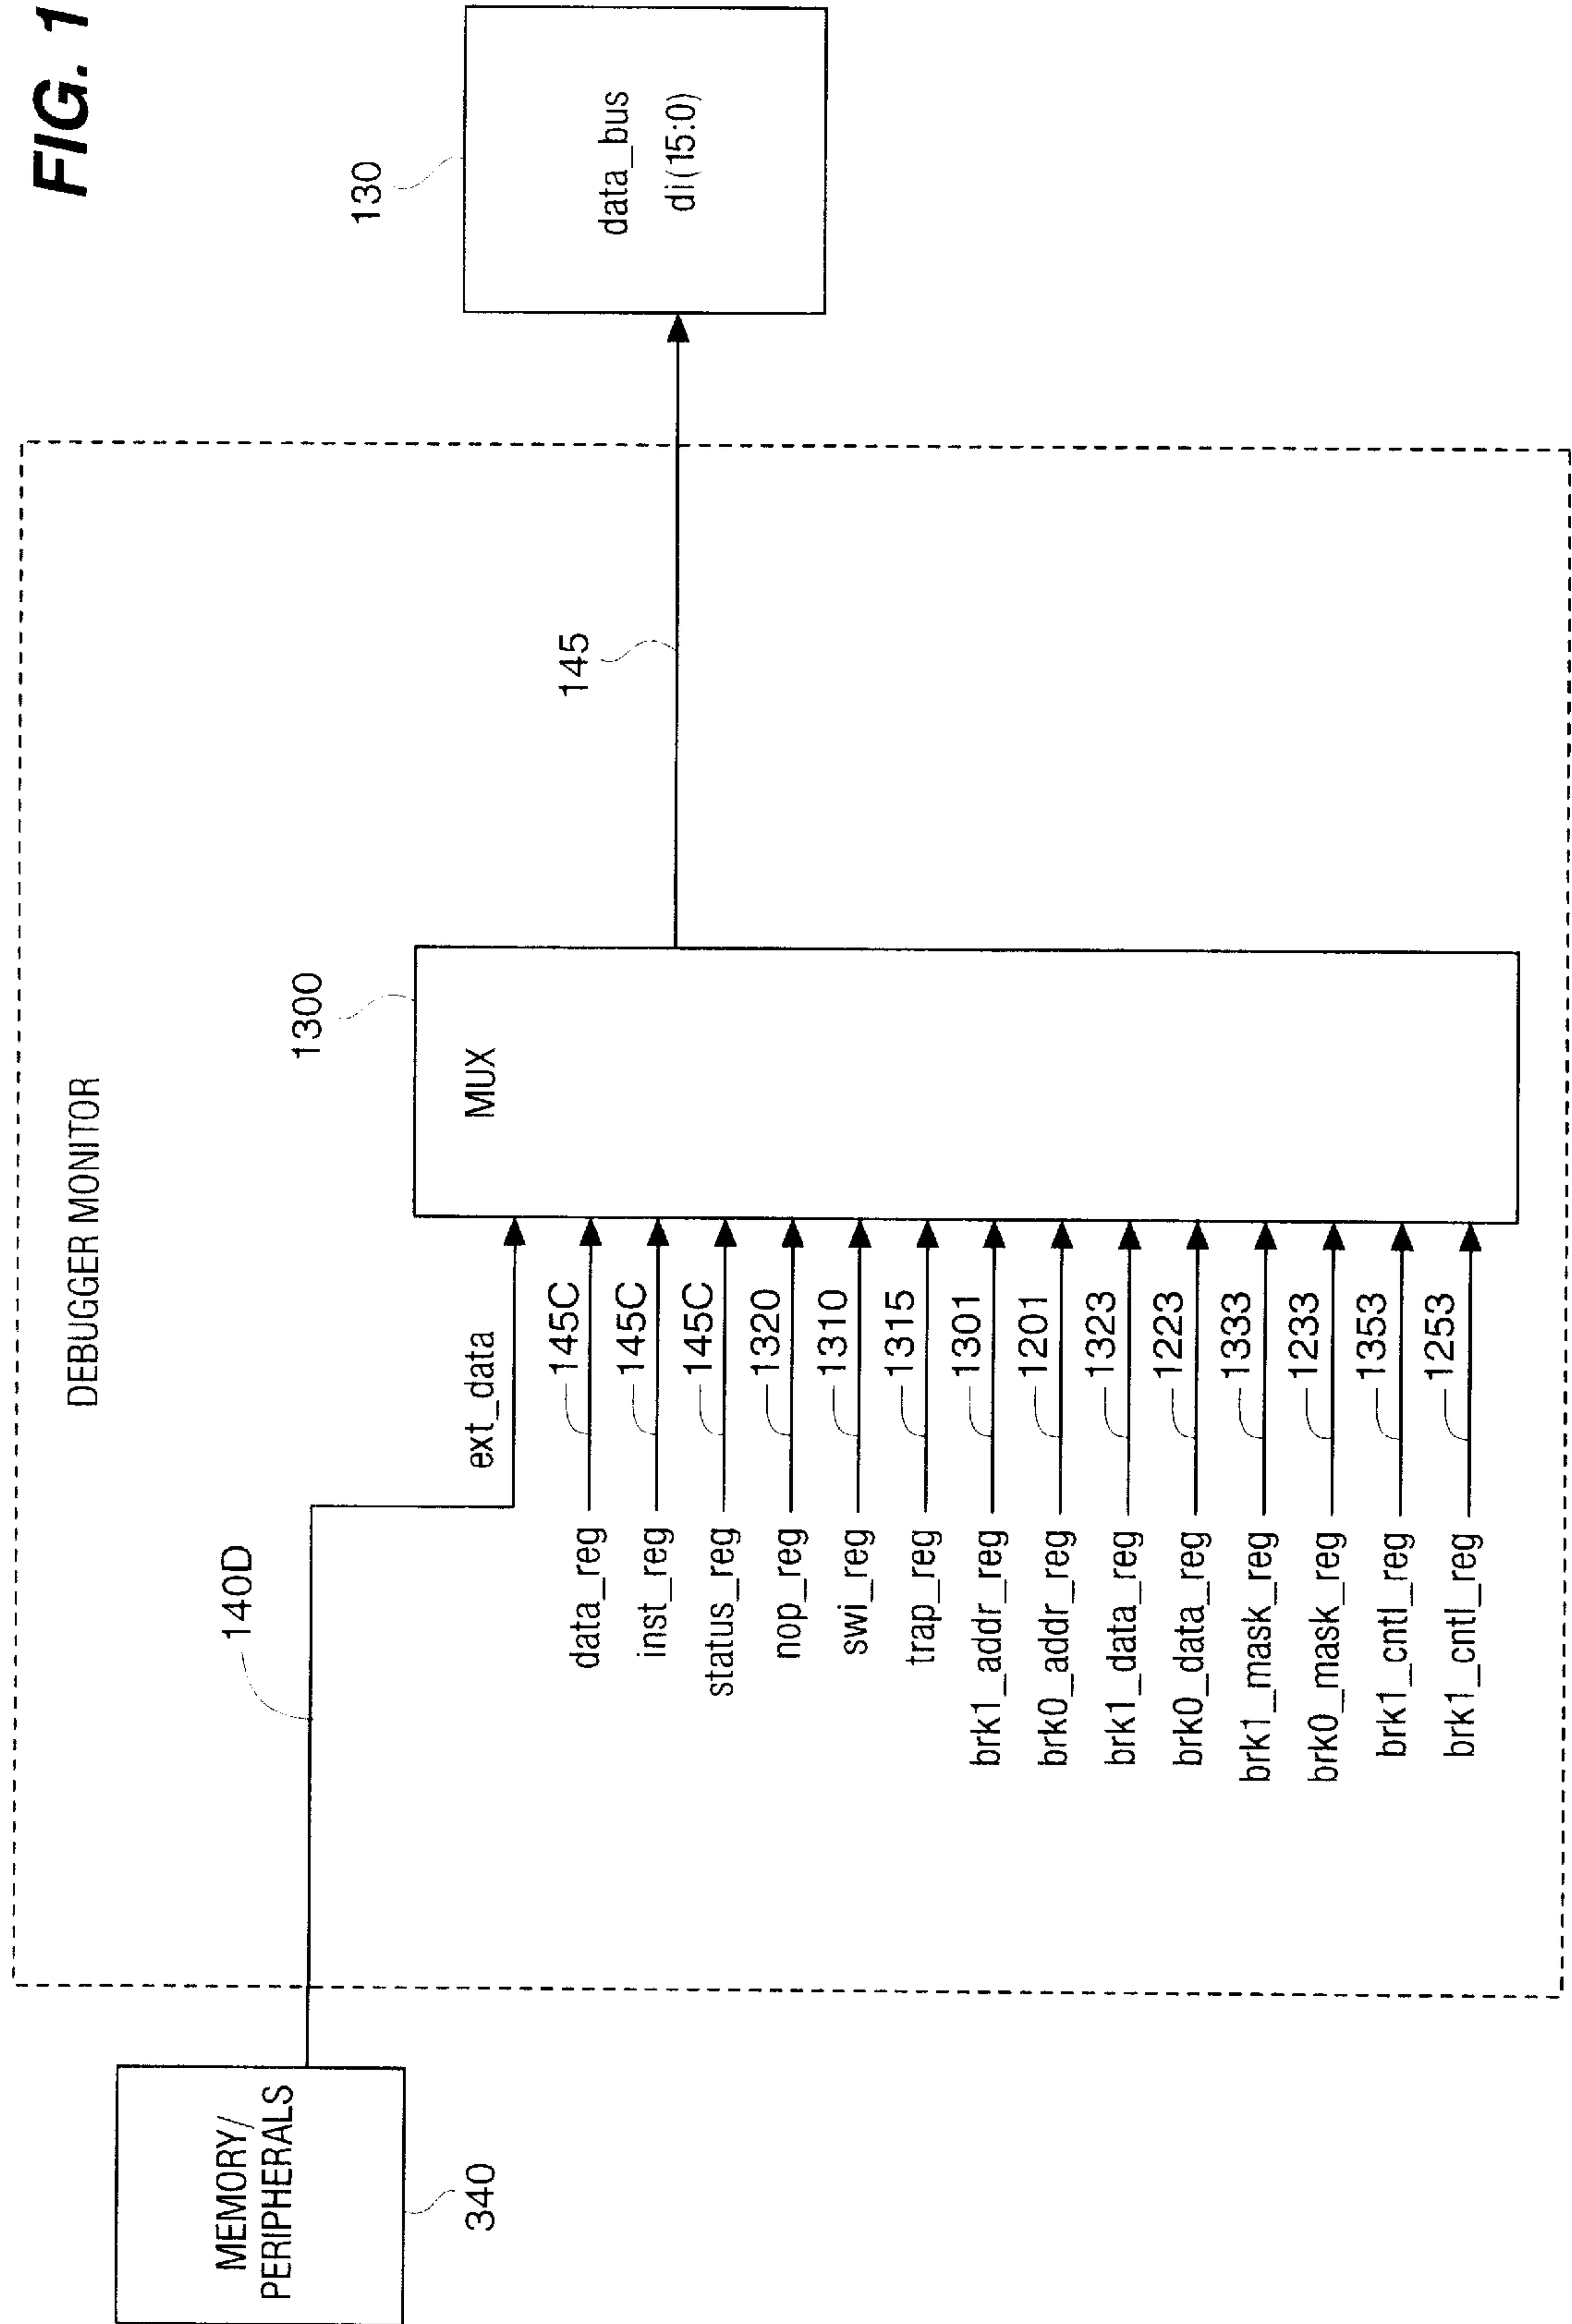 FIG. 1
DEBUGGER MONITOR
MEMORY/
PERIPHERALS
340
140D
ext_data
1300
MUX
145
130
data_bus
di(15:0)
data_reg 145C
inst_reg 145C
status_reg 145C
nop_reg 1320
swi_reg 1310
trap_reg 1315
brk1_addr_reg 1301
brk0_addr_reg 1201
brk1_data_reg 1323
brk0_data_reg 1223
brk1_mask_reg 1333
brk0_mask_reg 1233
brk1_cntl_reg 1353
brk1_cntl_reg 1253